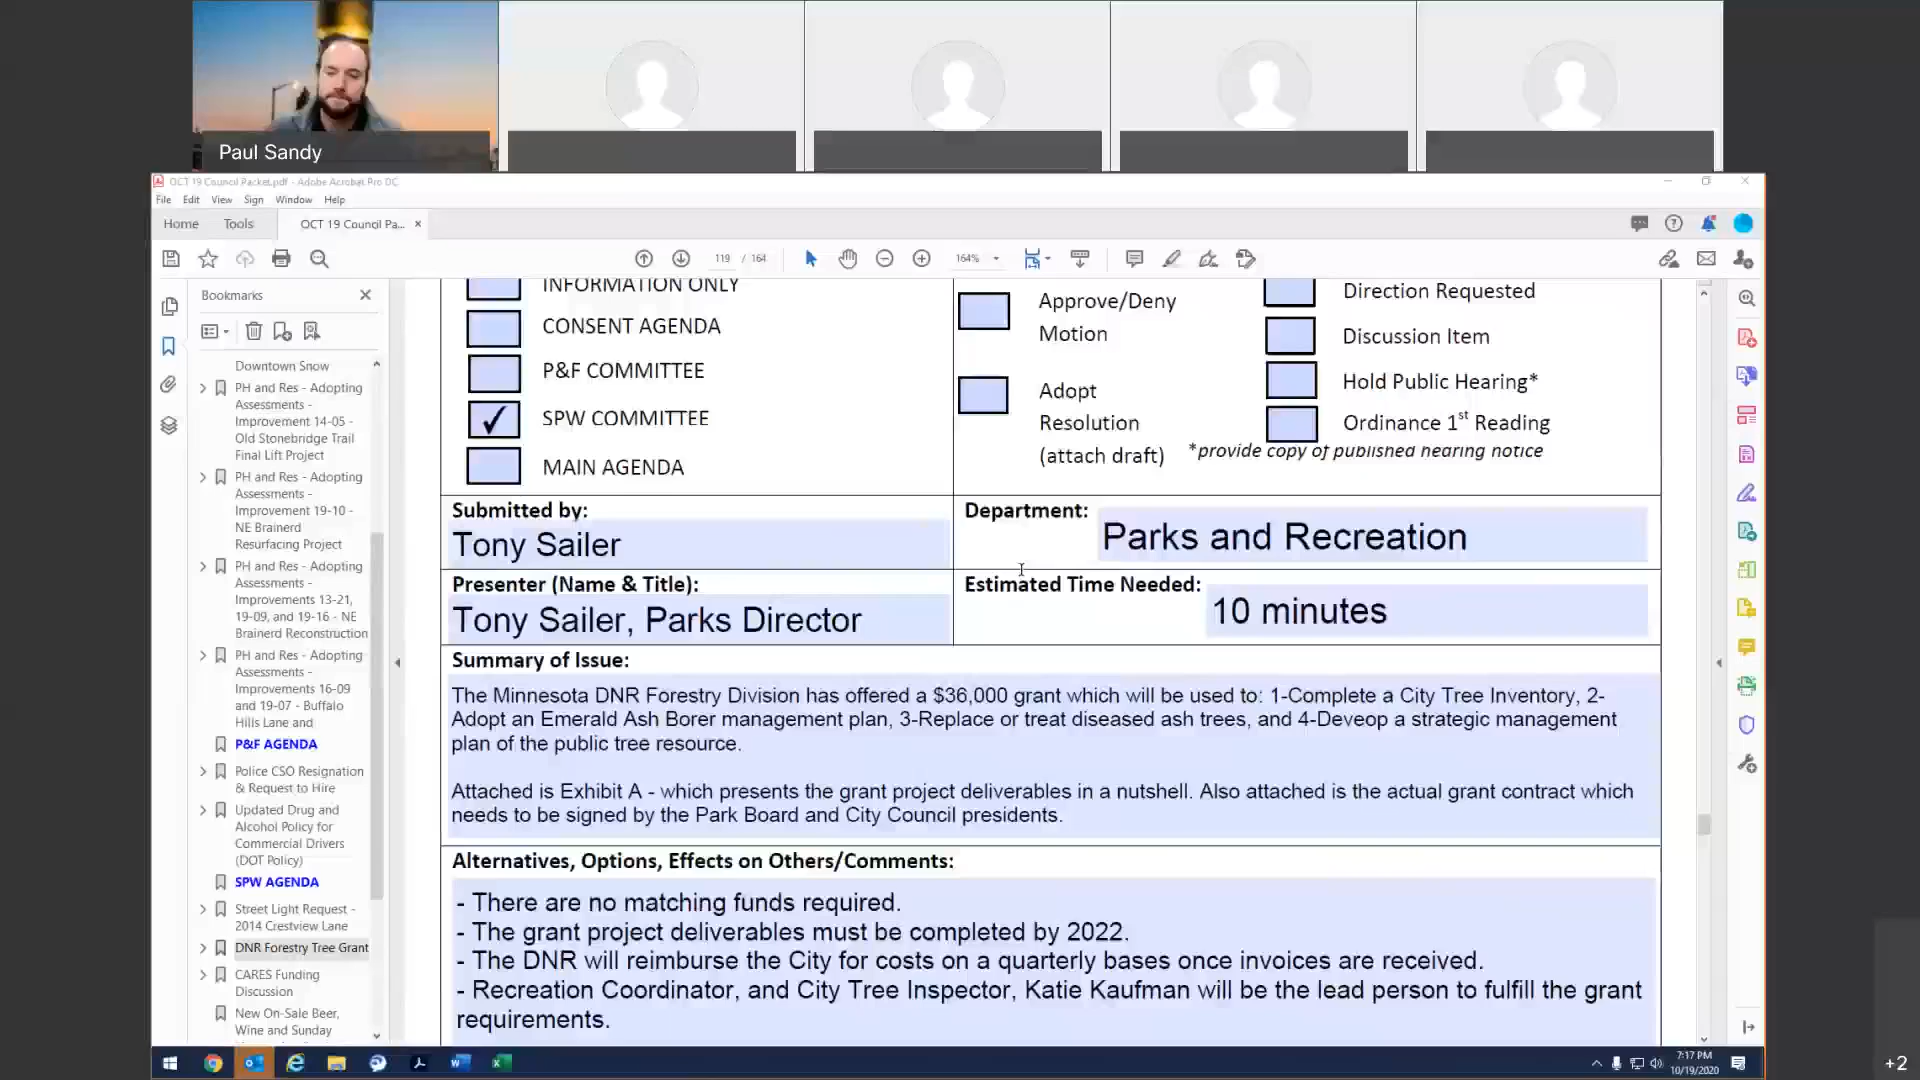 Paul Sandy
OCT 19 Council Packet.pdf - Adobe Acrobat Pro DC
File Edit View Sign Window Help
Home Tools OCT 19 Council Pa... ×
119 / 164 164%
Bookmarks
Downtown Snow
PH and Res - Adopting
Assessments -
Improvement 14-05 -
Old Stonebridge Trail
Final Lift Project
PH and Res - Adopting
Assessments -
Improvement 19-10 -
NE Brainerd
Resurfacing Project
PH and Res - Adopting
Assessments -
Improvements 13-21,
19-09, and 19-16 - NE
Brainerd Reconstruction
PH and Res - Adopting
Assessments -
Improvements 16-09
and 19-07 - Buffalo
Hills Lane and
P&F AGENDA
Police CSO Resignation
& Request to Hire
Updated Drug and
Alcohol Policy for
Commercial Drivers
(DOT Policy)
SPW AGENDA
Street Light Request -
2014 Crestview Lane
DNR Forestry Tree Grant
CARES Funding
Discussion
New On-Sale Beer,
Wine and Sunday
INFORMATION ONLY
CONSENT AGENDA
P&F COMMITTEE
✓ SPW COMMITTEE
MAIN AGENDA
Approve/Deny
Motion
Adopt
Resolution
(attach draft)
Direction Requested
Discussion Item
Hold Public Hearing*
Ordinance 1st Reading
*provide copy of published hearing notice
Submitted by:
Tony Sailer
Department: Parks and Recreation
Presenter (Name & Title):
Tony Sailer, Parks Director
Estimated Time Needed: 10 minutes
Summary of Issue:
The Minnesota DNR Forestry Division has offered a $36,000 grant which will be used to: 1-Complete a City Tree Inventory, 2-
Adopt an Emerald Ash Borer management plan, 3-Replace or treat diseased ash trees, and 4-Deveop a strategic management
plan of the public tree resource.
Attached is Exhibit A - which presents the grant project deliverables in a nutshell. Also attached is the actual grant contract which
needs to be signed by the Park Board and City Council presidents.
Alternatives, Options, Effects on Others/Comments:
- There are no matching funds required.
- The grant project deliverables must be completed by 2022.
- The DNR will reimburse the City for costs on a quarterly bases once invoices are received.
- Recreation Coordinator, and City Tree Inspector, Katie Kaufman will be the lead person to fulfill the grant
requirements.
7:17 PM
10/19/2020
+2